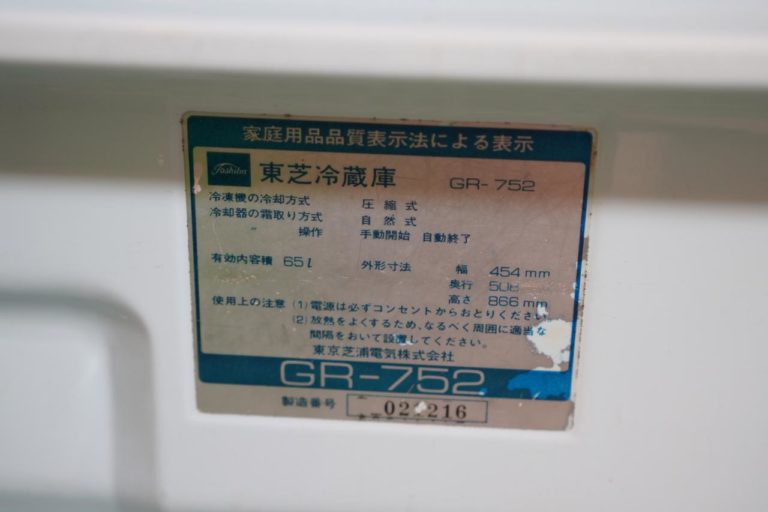 家庭用品品質表示法による表示
Toshiba 東芝冷蔵庫 GR-752
冷凍機の冷却方式 圧縮式
冷却器の霜取り方式 自然式
〃 操作 手動開始 自動終了
有効内容積 65ℓ 外形寸法 幅 454mm
奥行
高さ 866mm
使用上の注意 (1)電源は必ずコンセントからおとりください
(2)放熱をよくするため、なるべく周囲に適当な
間隔をおいて設置してください。
東京芝浦電気株式会社
GR-752
製造番号